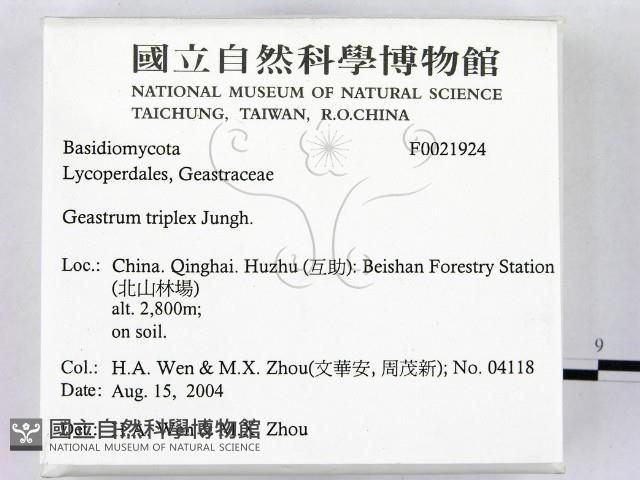 國立自然科學博物館
NATIONAL MUSEUM OF NATURAL SCIENCE
TAICHUNG, TAIWAN, R.O.CHINA
Basidiomycota F0021924
Lycoperdales, Geastraceae
Geastrum triplex Jungh.
Loc.: China. Qinghai. Huzhu (互助): Beishan Forestry Station
(北山林場)
alt. 2,800m;
on soil.
Col.: H.A. Wen & M.X. Zhou(文華安, 周茂新); No. 04118
Date: Aug. 15, 2004
Det.: H.A. Wen & M.X. Zhou
國立自然科學博物館
NATIONAL MUSEUM OF NATURAL SCIENCE
9